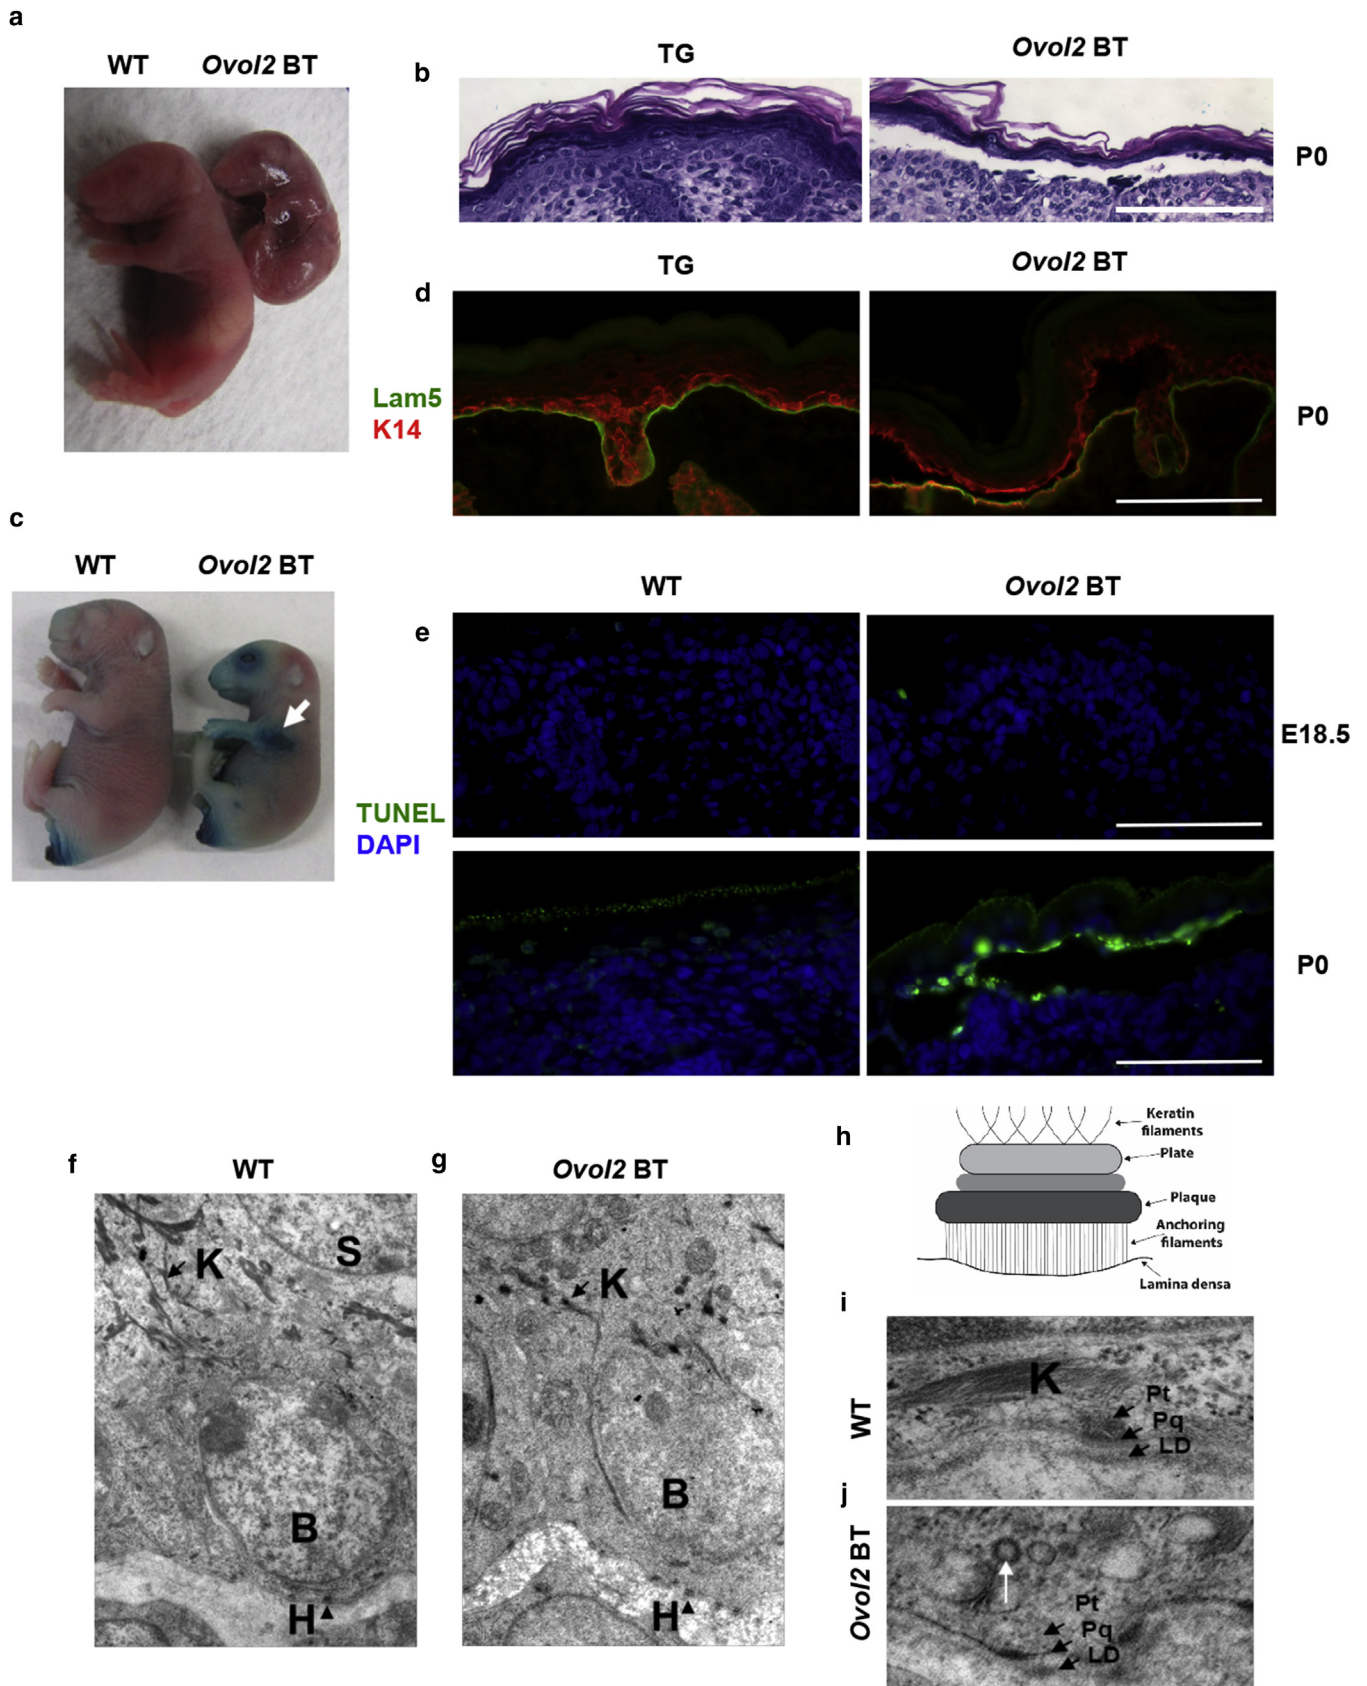 a
WT Ovol2 BT
b
TG Ovol2 BT
P0
d
TG Ovol2 BT
Lam5
K14
P0
c
WT Ovol2 BT
e
WT Ovol2 BT
E18.5
TUNEL
DAPI
P0
f
WT
K
S
B
H
g
Ovol2 BT
K
B
H
h
Keratin
filaments
Plate
Plaque
Anchoring
filaments
Lamina densa
i
WT
K
Pt
Pq
LD
j
Ovol2 BT
Pt
Pq
LD